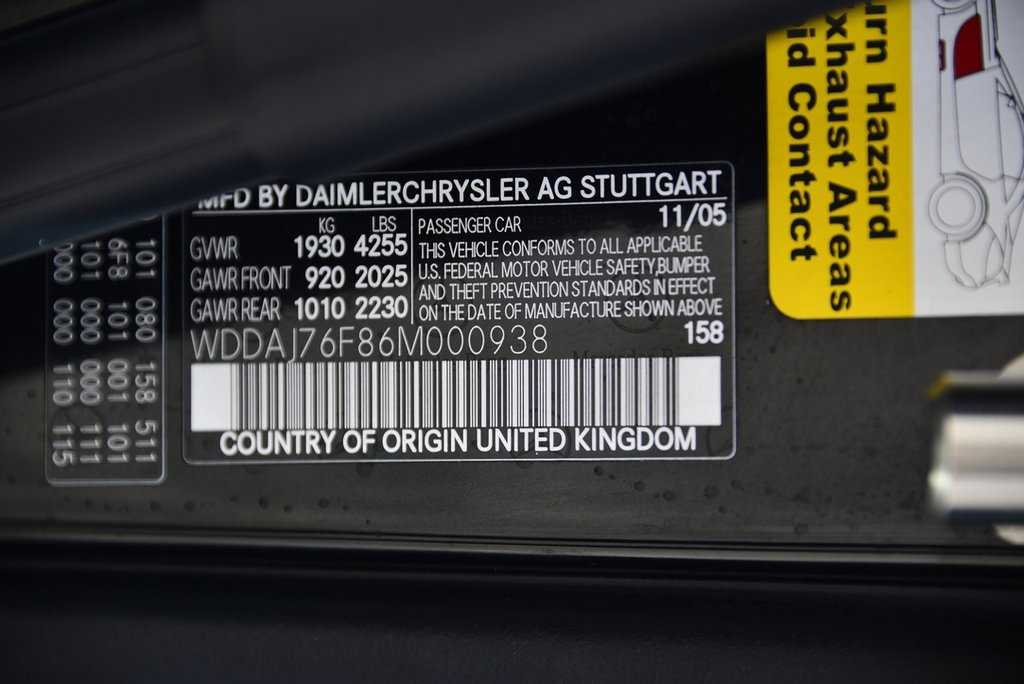 MFD BY DAIMLERCHRYSLER AG STUTTGART
KG LBS
GVWR 1930 4255
GAWR FRONT 920 2025
GAWR REAR 1010 2230
PASSENGER CAR 11/05
THIS VEHICLE CONFORMS TO ALL APPLICABLE
U.S. FEDERAL MOTOR VEHICLE SAFETY,BUMPER
AND THEFT PREVENTION STANDARDS IN EFFECT
ON THE DATE OF MANUFACTURE SHOWN ABOVE
WDDAJ76F86M000938 158
COUNTRY OF ORIGIN UNITED KINGDOM
101 080 158 511
6F8 101 001 101
101 000 000 111
000 000 110 115
Hazard
Exhaust Areas
Contact